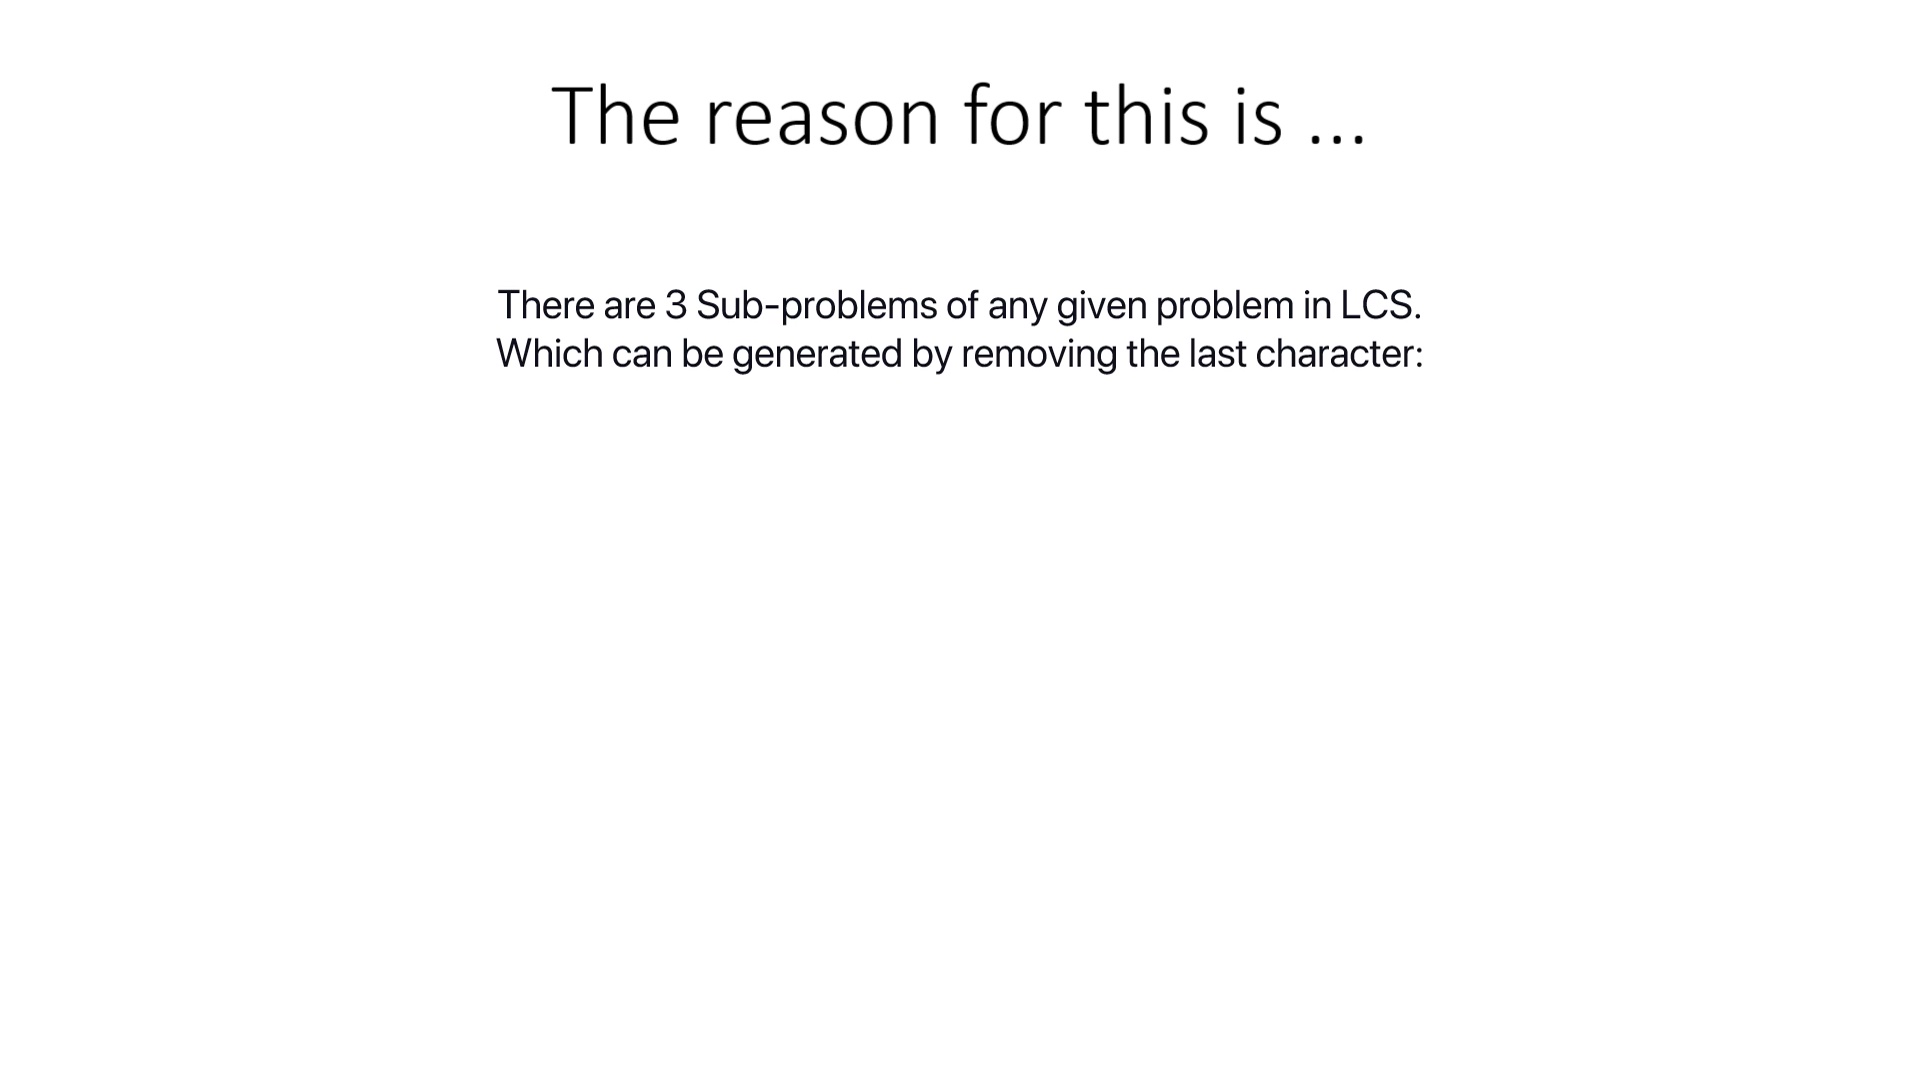 The reason for this is ...
There are 3 Sub-problems of any given problem in LCS.
Which can be generated by removing the last character: